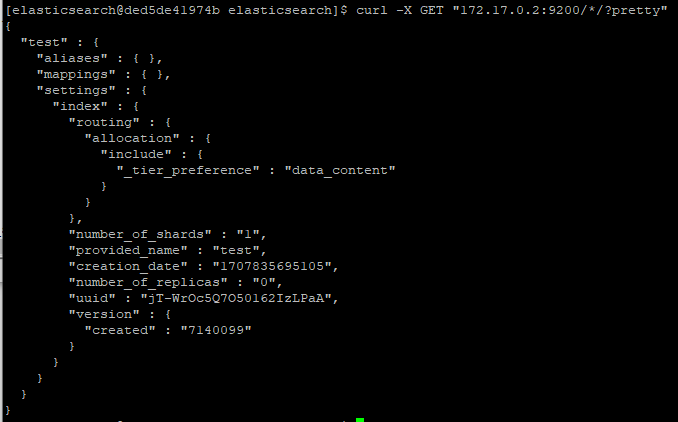 [elasticsearch@ded5de41974b elasticsearch]$ curl -X GET "172.17.0.2:9200/*/?pretty"
{
  "test" : {
    "aliases" : { },
    "mappings" : { },
    "settings" : {
      "index" : {
        "routing" : {
          "allocation" : {
            "include" : {
              "_tier_preference" : "data_content"
            }
          }
        },
        "number_of_shards" : "1",
        "provided_name" : "test",
        "creation_date" : "1707835695105",
        "number_of_replicas" : "0",
        "uuid" : "jT-WrOc5Q7O50162IzLPaA",
        "version" : {
          "created" : "7140099"
        }
      }
    }
  }
}